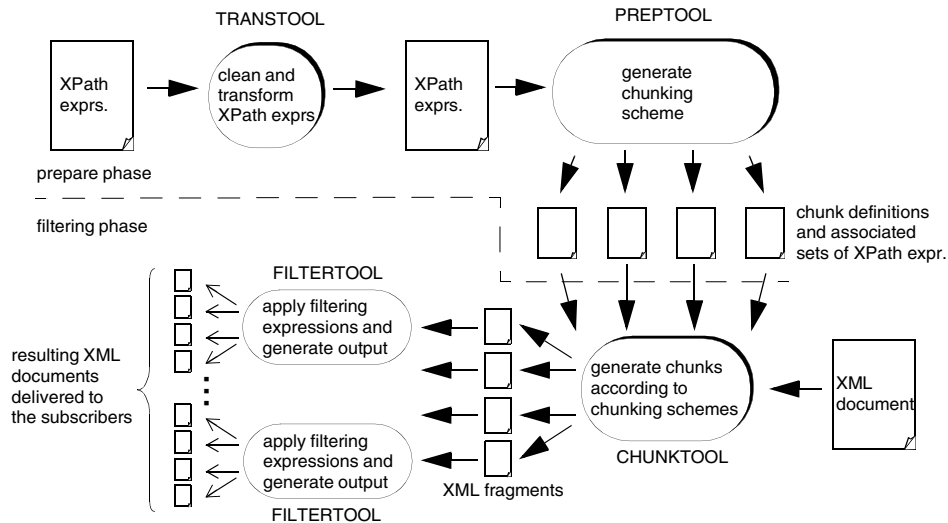 TRANSTOOL
PREPTOOL
XPath
exprs.
clean and
transform
XPath exprs
XPath
exprs.
generate
chunking
scheme
prepare phase
filtering phase
chunk definitions
and associated
sets of XPath expr.
FILTERTOOL
apply filtering
expressions and
generate output
resulting XML
documents
delivered to
the subscribers
generate chunks
according to
chunking schemes
XML
document
apply filtering
expressions and
generate output
XML fragments
CHUNKTOOL
FILTERTOOL